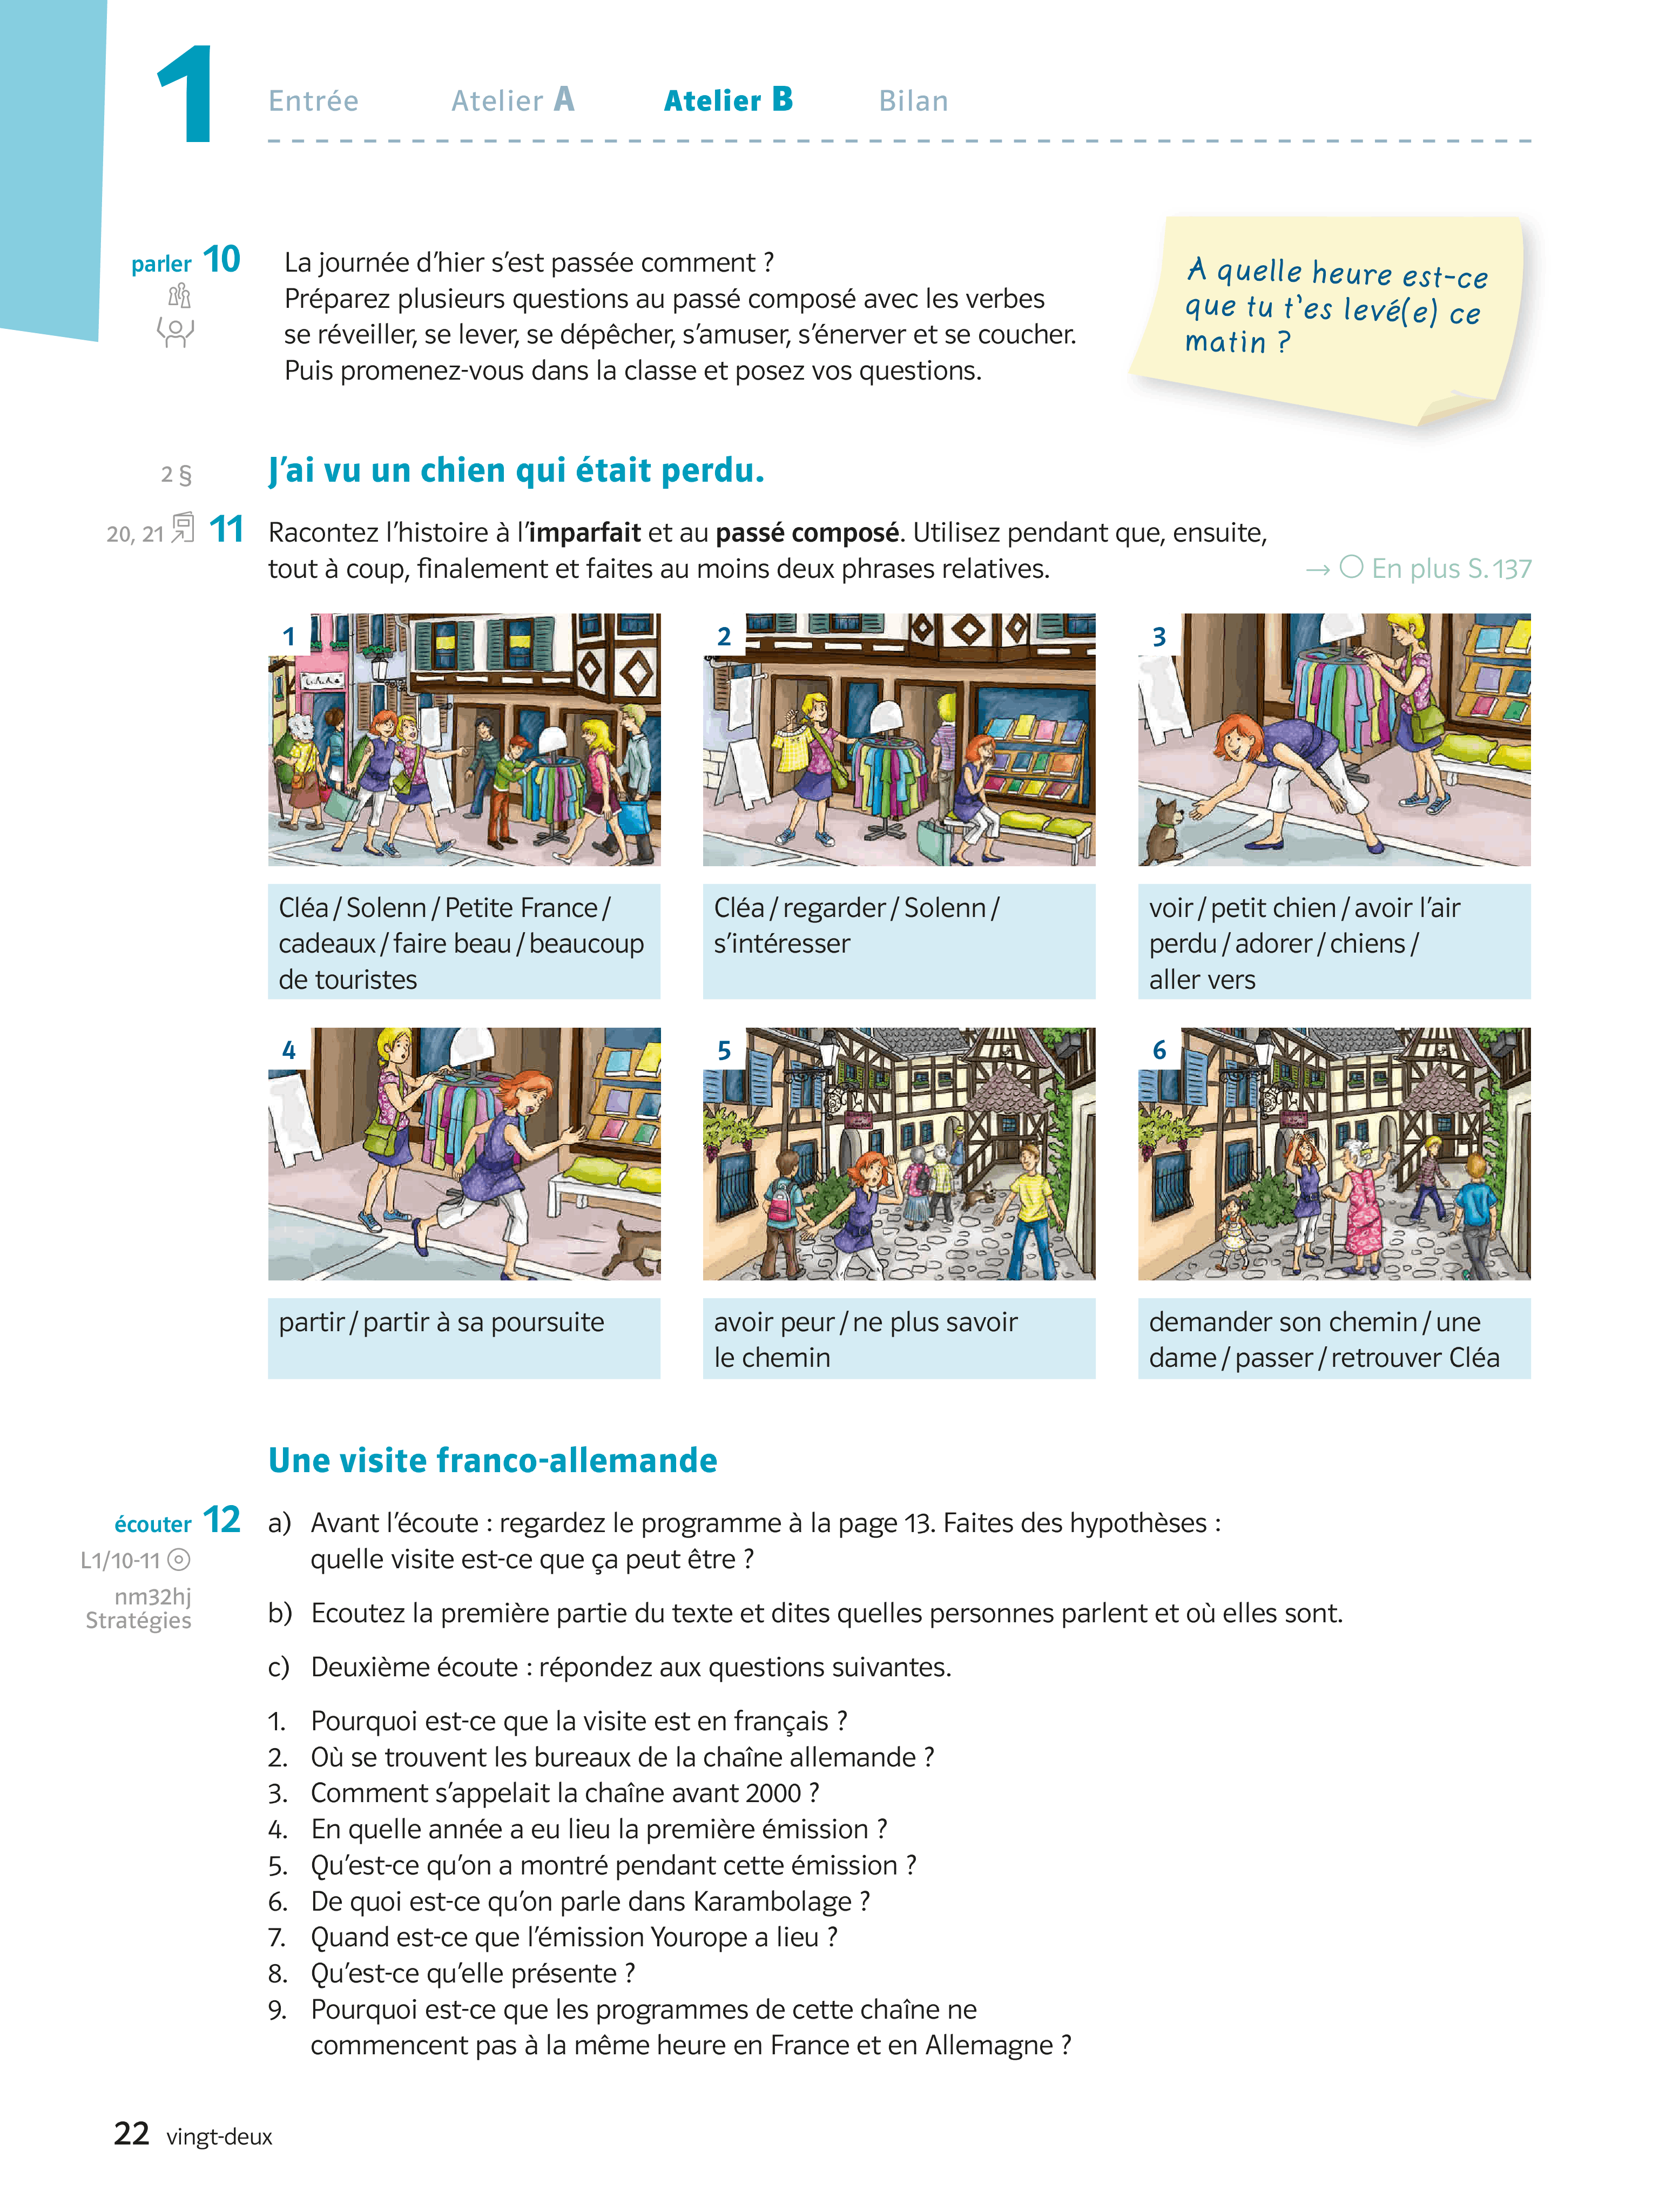 1
Entrée Atelier A Atelier B Bilan
parler 10 La journée d'hier s'est passée comment ?
Préparez plusieurs questions au passé composé avec les verbes
se réveiller, se lever, se dépêcher, s'amuser, s'énerver et se coucher.
Puis promenez-vous dans la classe et posez vos questions.
A quelle heure est-ce
que tu t'es levé(e) ce
matin ?
2 § J'ai vu un chien qui était perdu.
20, 21 11 Racontez l'histoire à l'imparfait et au passé composé. Utilisez pendant que, ensuite,
tout à coup, finalement et faites au moins deux phrases relatives. → En plus S. 137
1
2
3
Cléa / Solenn / Petite France /
cadeaux / faire beau / beaucoup
de touristes
Cléa / regarder / Solenn /
s'intéresser
voir / petit chien / avoir l'air
perdu / adorer / chiens /
aller vers
4
5
6
partir / partir à sa poursuite
avoir peur / ne plus savoir
le chemin
demander son chemin / une
dame / passer / retrouver Cléa
Une visite franco-allemande
écouter 12 a) Avant l'écoute : regardez le programme à la page 13. Faites des hypothèses :
L1/10-11 quelle visite est-ce que ça peut être ?
nm32hj
Stratégies
b) Ecoutez la première partie du texte et dites quelles personnes parlent et où elles sont.
c) Deuxième écoute : répondez aux questions suivantes.
1. Pourquoi est-ce que la visite est en français ?
2. Où se trouvent les bureaux de la chaîne allemande ?
3. Comment s'appelait la chaîne avant 2000 ?
4. En quelle année a eu lieu la première émission ?
5. Qu'est-ce qu'on a montré pendant cette émission ?
6. De quoi est-ce qu'on parle dans Karambolage ?
7. Quand est-ce que l'émission Yourope a lieu ?
8. Qu'est-ce qu'elle présente ?
9. Pourquoi est-ce que les programmes de cette chaîne ne
commencent pas à la même heure en France et en Allemagne ?
22 vingt-deux